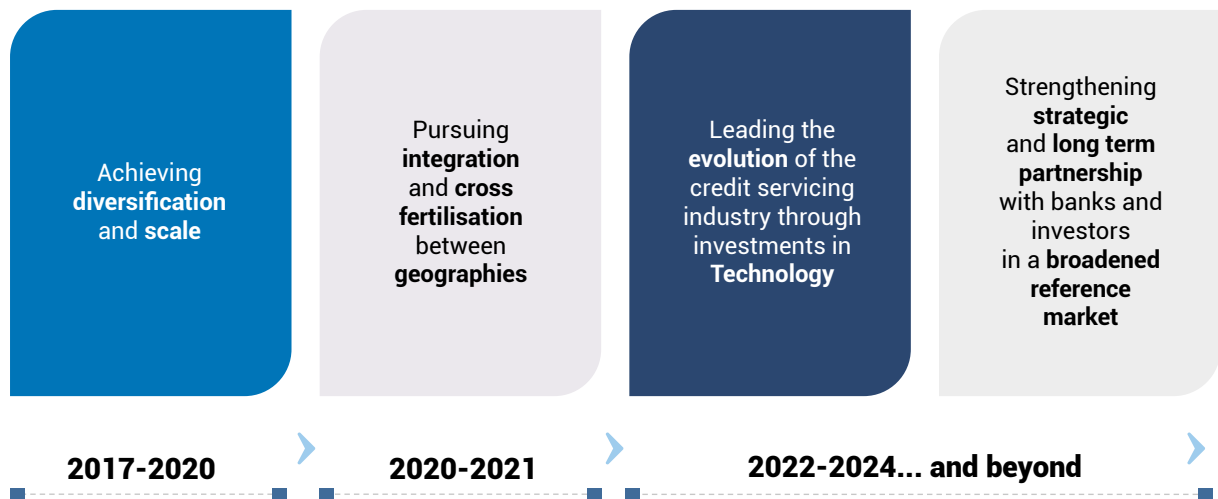 Achieving
diversification
and scale
Pursuing
integration
and cross
fertilisation
between
geographies
Leading the
evolution of the
credit servicing
industry through
investments in
Technology
Strengthening
strategic
and long term
partnership
with banks and
investors
in a broadened
reference
market
2017-2020
2020-2021
2022-2024... and beyond